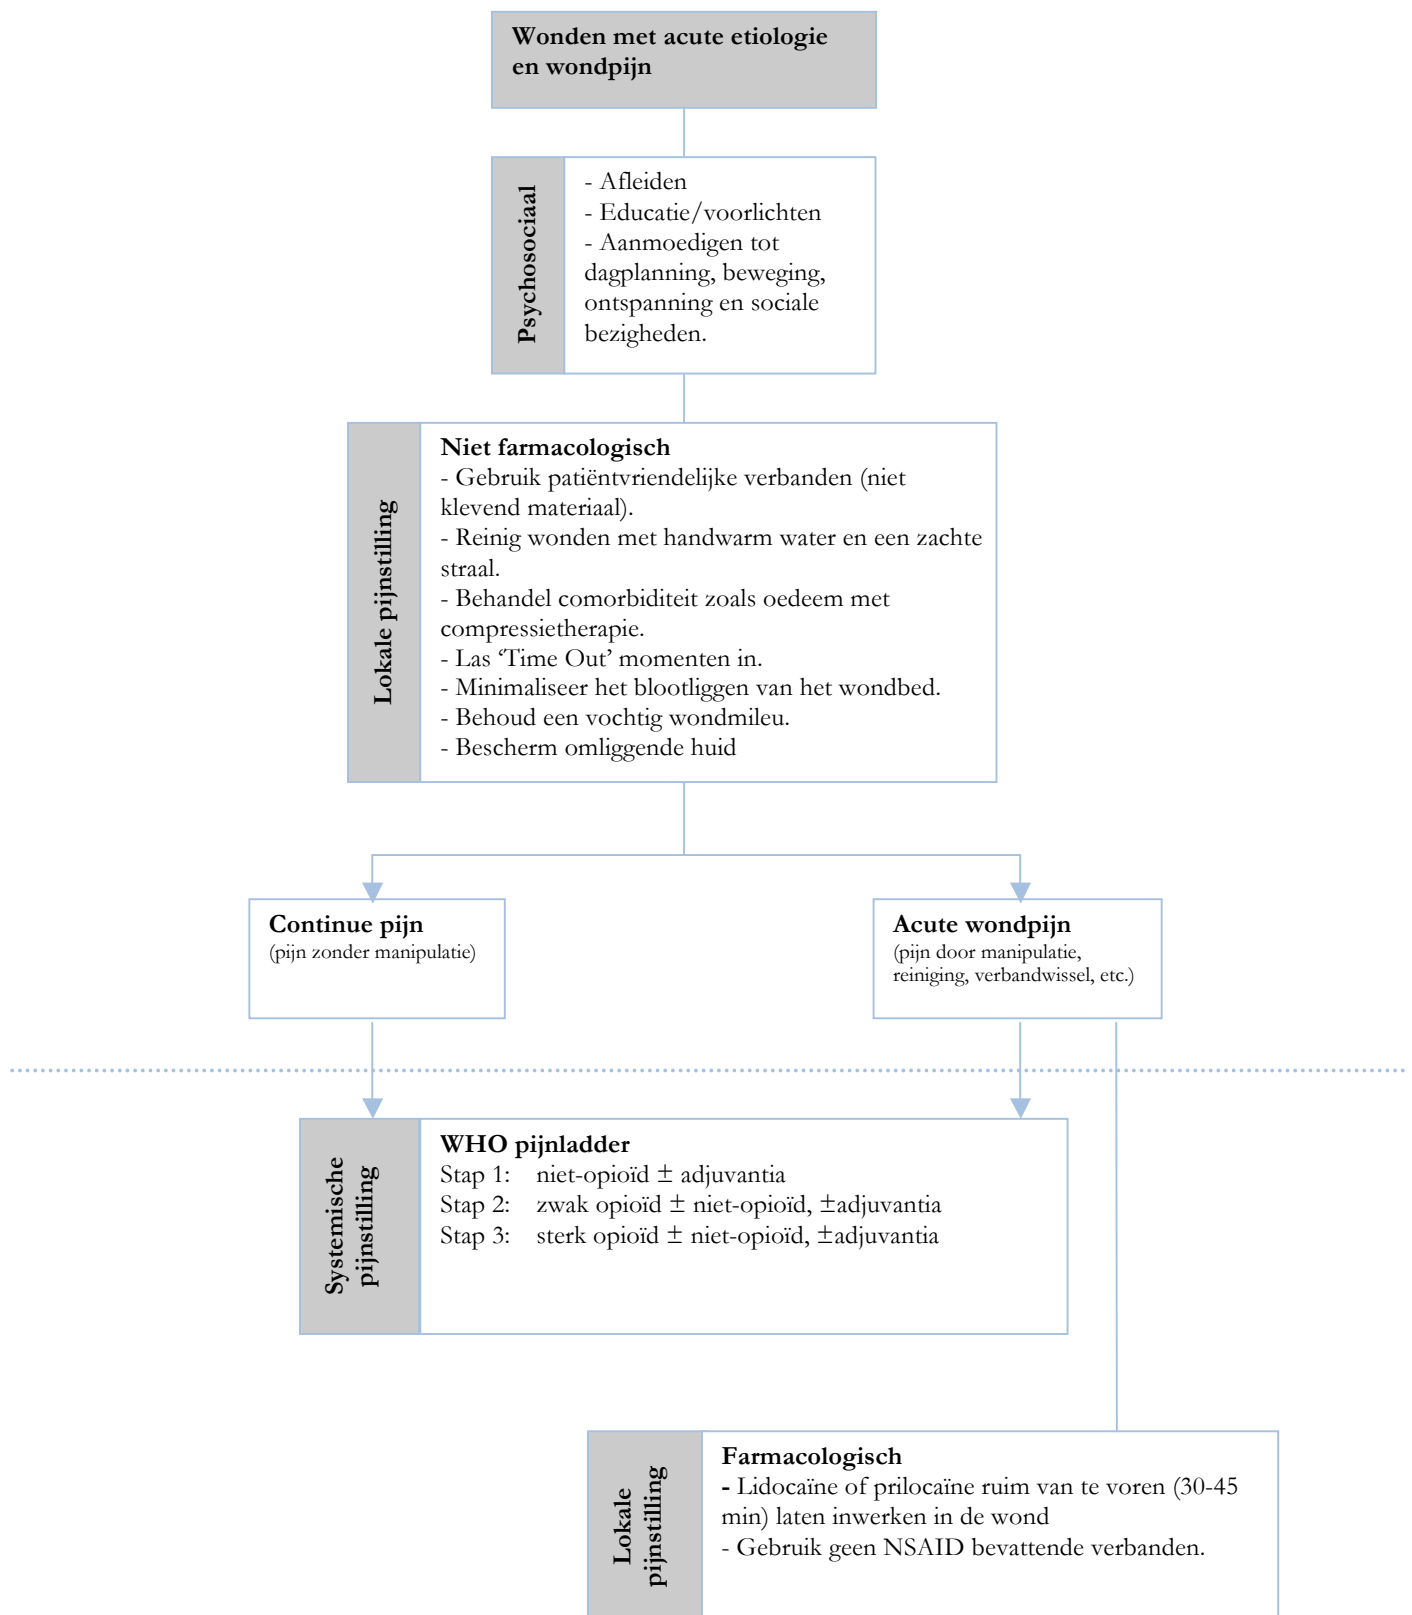 Wonden met acute etiologie
en wondpijn
Psychosociaal
- Afleiden
- Educatie/voorlichten
- Aanmoedigen tot
dagplanning, beweging,
ontspanning en sociale
bezigheden.
Lokale pijnstilling
Niet farmacologisch
- Gebruik patiëntvriendelijke verbanden (niet
klevend materiaal).
- Reinig wonden met handwarm water en een zachte
straal.
- Behandel comorbiditeit zoals oedeem met
compressietherapie.
- Las ‘Time Out’ momenten in.
- Minimaliseer het blootliggen van het wondbed.
- Behoud een vochtig wondmileu.
- Bescherm omliggende huid
Continue pijn
(pijn zonder manipulatie)
Acute wondpijn
(pijn door manipulatie,
reiniging, verbandwissel, etc.)
Systemische
pijnstilling
WHO pijnladder
Stap 1: niet-opioïd ± adjuvantia
Stap 2: zwak opioïd ± niet-opioïd, ±adjuvantia
Stap 3: sterk opioïd ± niet-opioïd, ±adjuvantia
Lokale
pijnstilling
Farmacologisch
- Lidocaïne of prilocaïne ruim van te voren (30-45
min) laten inwerken in de wond
- Gebruik geen NSAID bevattende verbanden.